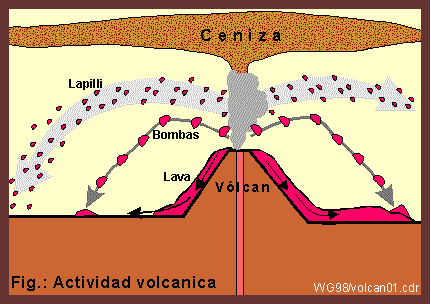 Ceniza
Lapilli
Bombas
Lava
Vólcan
Fig.: Actividad volcanica
WG98/volcan01.cdr